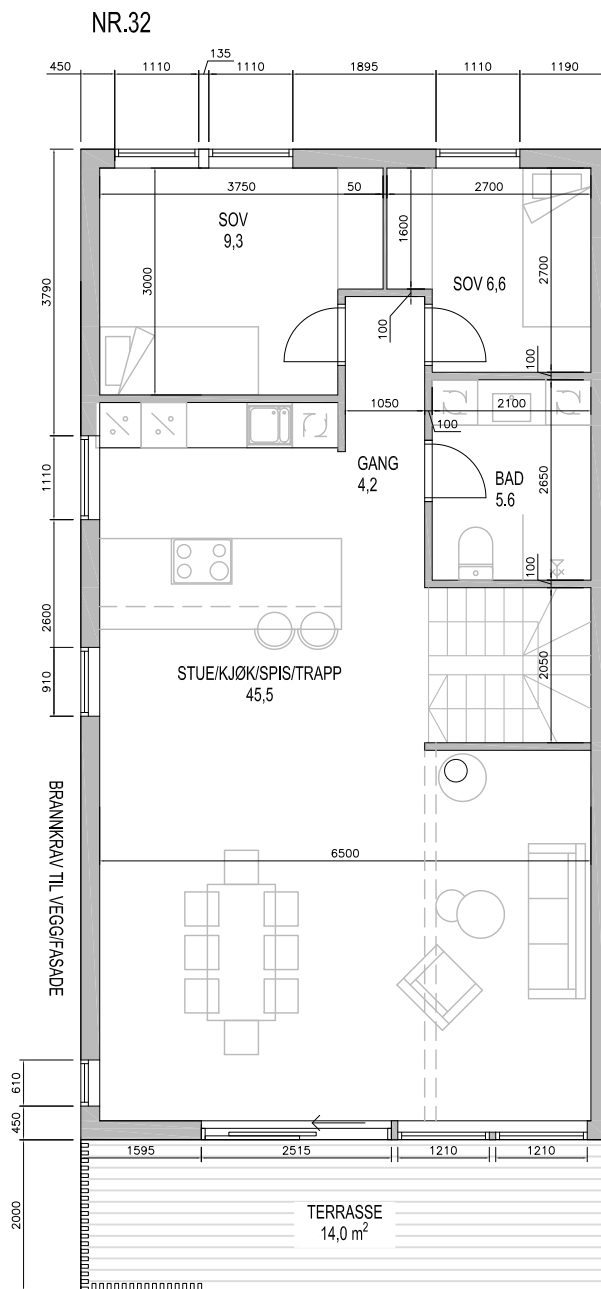 NR.32
135
450 1110 1110 1895 1110 1190
3750 50 2700
SOV
9,3
1600
SOV 6,6
2700
3000
3790
100
100
1050
2100
100
GANG
4,2
BAD
5.6
2650
1110
100
2600
2050
STUE/KJØK/SPIS/TRAPP
45,5
910
BRANNKRAV TIL VEGG/FASADE
6500
610
450
1595 2515 1210 1210
2000
TERRASSE
14,0 m²